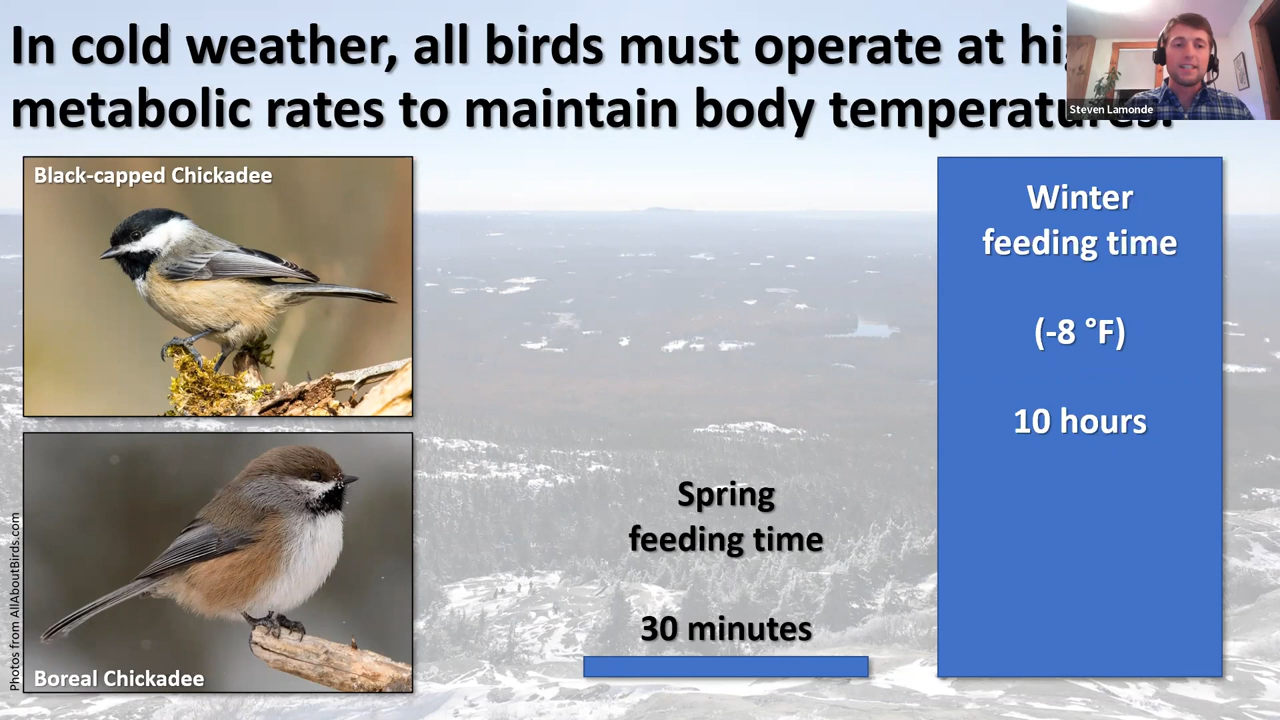 In cold weather, all birds must operate at hi
metabolic rates to maintain body temperatures.
Steven Lamonde
Black-capped Chickadee
Boreal Chickadee
Photos from AllAboutBirds.com
Spring
feeding time
30 minutes
Winter
feeding time
(-8 °F)
10 hours